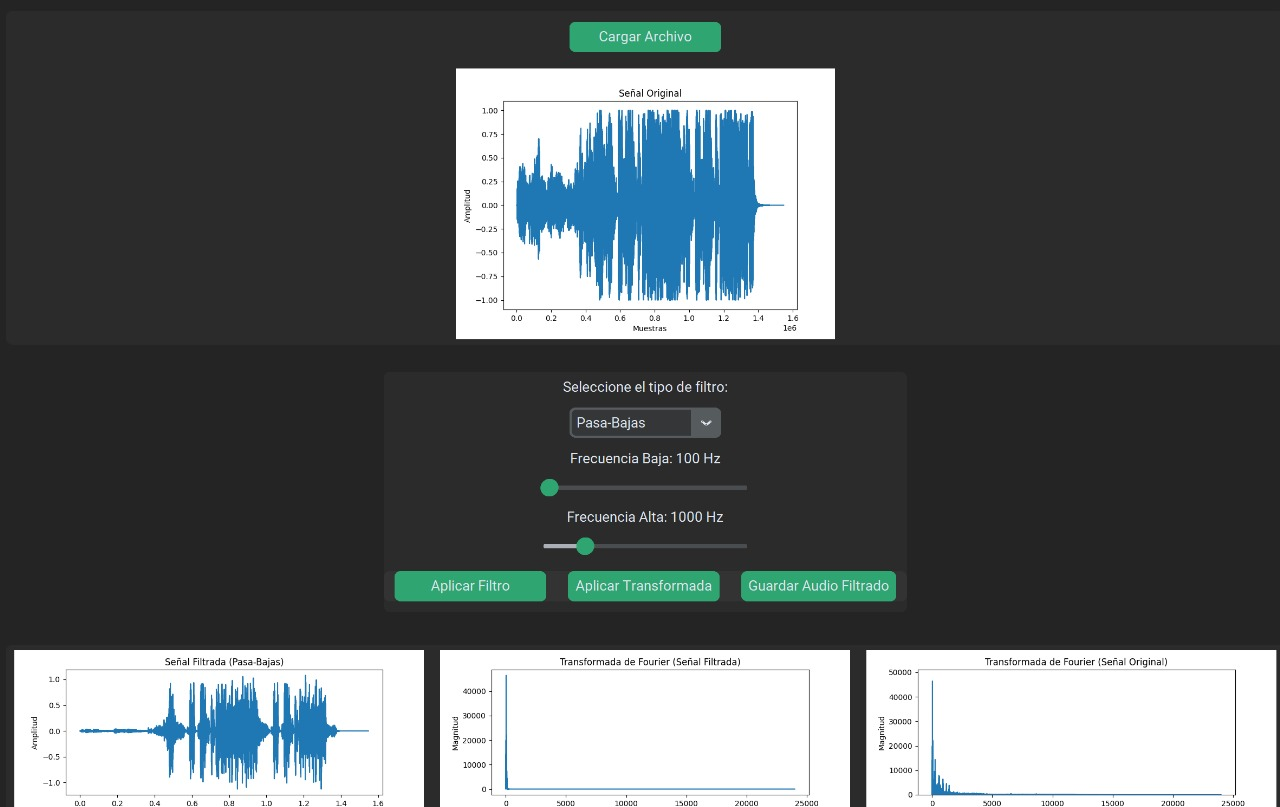 Cargar Archivo
Señal Original
1.00
0.75
0.50
0.25
0.00
−0.25
−0.50
−0.75
−1.00
Amplitud
0.0 0.2 0.4 0.6 0.8 1.0 1.2 1.4 1.6
Muestras
1e6
Seleccione el tipo de filtro:
Pasa-Bajas
Frecuencia Baja: 100 Hz
Frecuencia Alta: 1000 Hz
Aplicar Filtro Aplicar Transformada Guardar Audio Filtrado
Señal Filtrada (Pasa-Bajas)
1.0
0.5
0.0
−0.5
−1.0
Amplitud
0.0 0.2 0.4 0.6 0.8 1.0 1.2 1.4 1.6
Transformada de Fourier (Señal Filtrada)
40000
30000
20000
10000
0
Magnitud
0 5000 10000 15000 20000 25000
Transformada de Fourier (Señal Original)
50000
40000
30000
20000
10000
0
Magnitud
0 5000 10000 15000 20000 25000